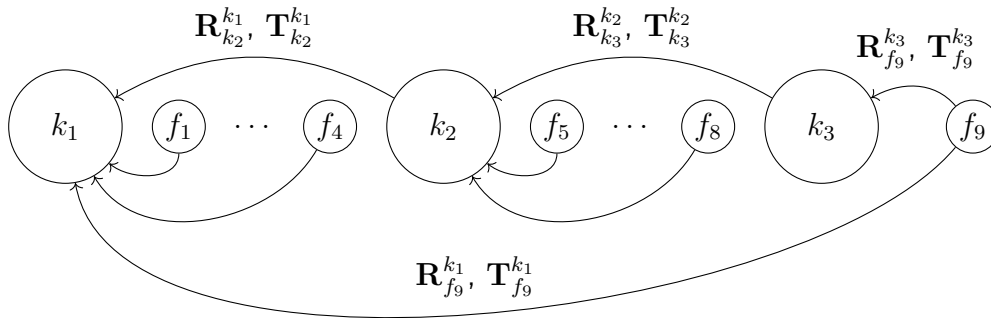 R^{k_1}_{k_2}, T^{k_1}_{k_2}
R^{k_2}_{k_3}, T^{k_2}_{k_3}
R^{k_3}_{f_9}, T^{k_3}_{f_9}
k_1 f_1 ⋯ f_4 k_2 f_5 ⋯ f_8 k_3 f_9
R^{k_1}_{f_9}, T^{k_1}_{f_9}